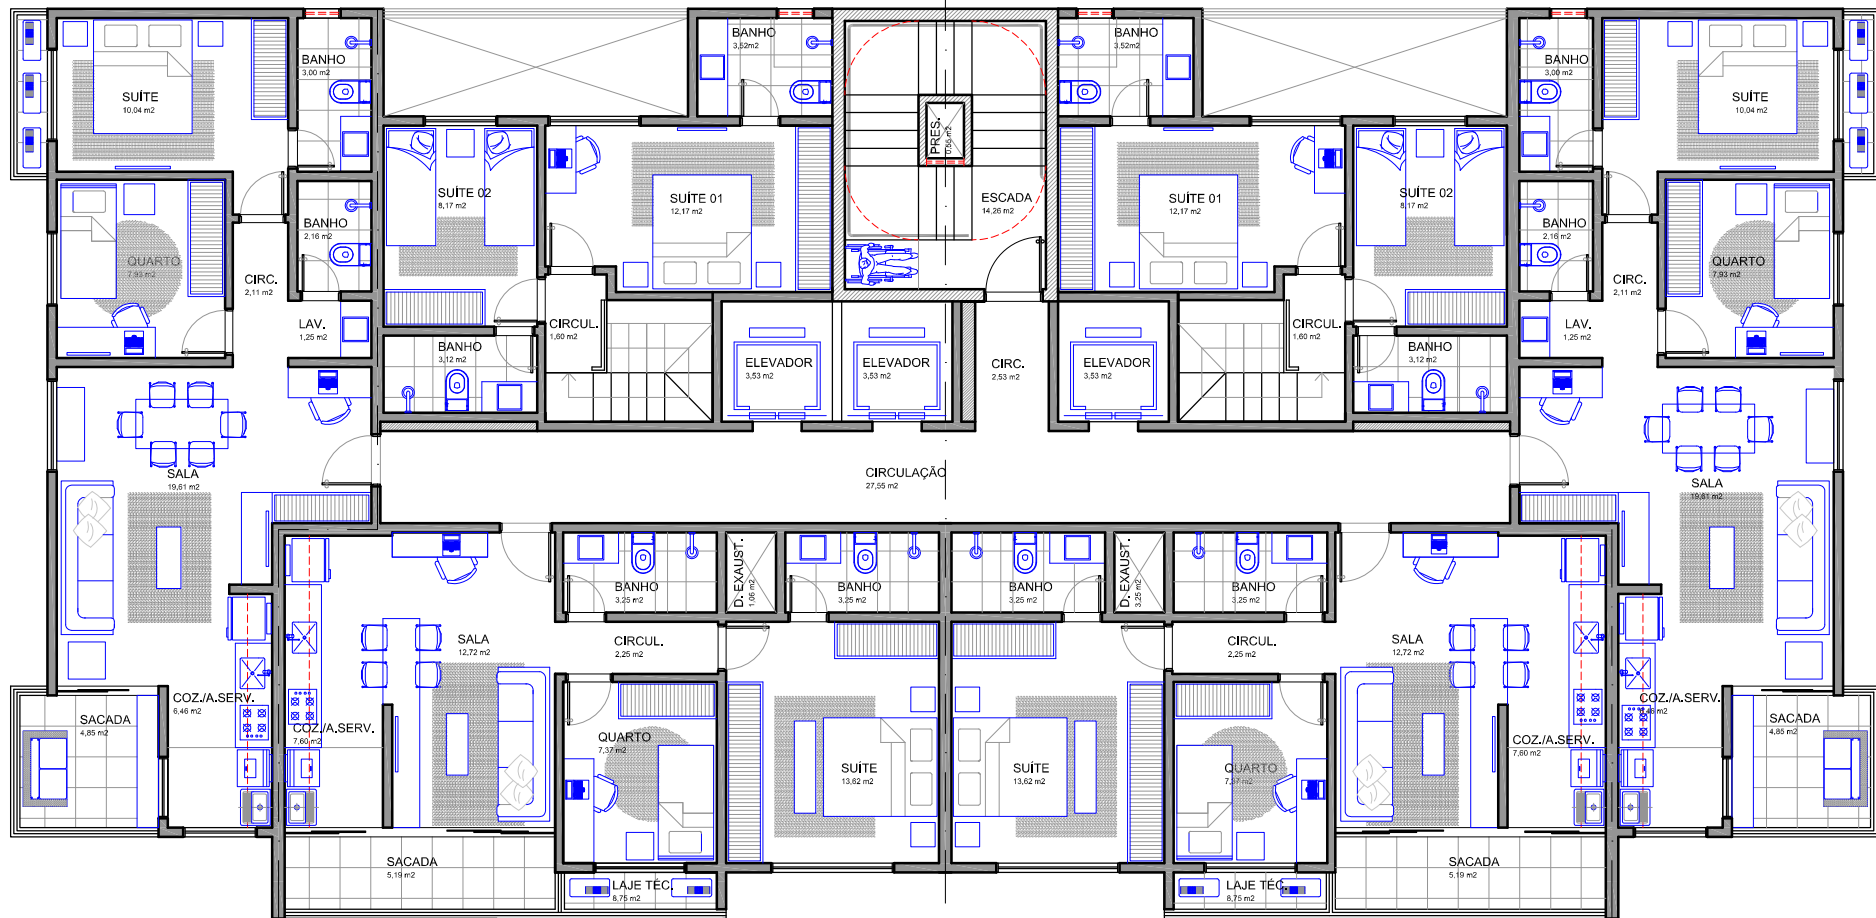 BANHO
3,00 m2
SUÍTE
10,04 m2
BANHO
3,52m2
PRES.
0,55 m2
BANHO
3,52m2
BANHO
3,00 m2
SUÍTE
10,04 m2
QUARTO
7,93 m2
CIRC.
2,11 m2
BANHO
2,16 m2
LAV.
1,25 m2
SUÍTE 02
8,17 m2
SUÍTE 01
12,17 m2
ESCADA
14,26 m2
SUÍTE 01
12,17 m2
SUÍTE 02
8,17 m2
BANHO
2,16 m2
CIRC.
2,11 m2
QUARTO
7,93 m2
LAV.
1,25 m2
BANHO
3,12 m2
CIRCUL.
1,60 m2
ELEVADOR
3,53 m2
ELEVADOR
3,53 m2
CIRC.
2,53 m2
ELEVADOR
3,53 m2
CIRCUL.
1,60 m2
BANHO
3,12 m2
SALA
19,61 m2
CIRCULAÇÃO
27,55 m2
SALA
19,61 m2
BANHO
3,25 m2
D. EXAUST.
1,06 m2
BANHO
3,25 m2
BANHO
3,25 m2
D. EXAUST.
3,25 m2
BANHO
3,25 m2
SALA
12,72 m2
CIRCUL.
2,25 m2
CIRCUL.
2,25 m2
SALA
12,72 m2
COZ./A.SERV.
6,46 m2
SACADA
4,85 m2
COZ./A.SERV.
7,60 m2
QUARTO
7,37 m2
SUÍTE
13,62 m2
SUÍTE
13,62 m2
QUARTO
COZ./A.SERV.
7,60 m2
COZ./A.SERV.
SACADA
4,85 m2
SACADA
5,19 m2
LAJE TÉC.
8,75 m2
LAJE TÉC.
8,75 m2
SACADA
5,19 m2